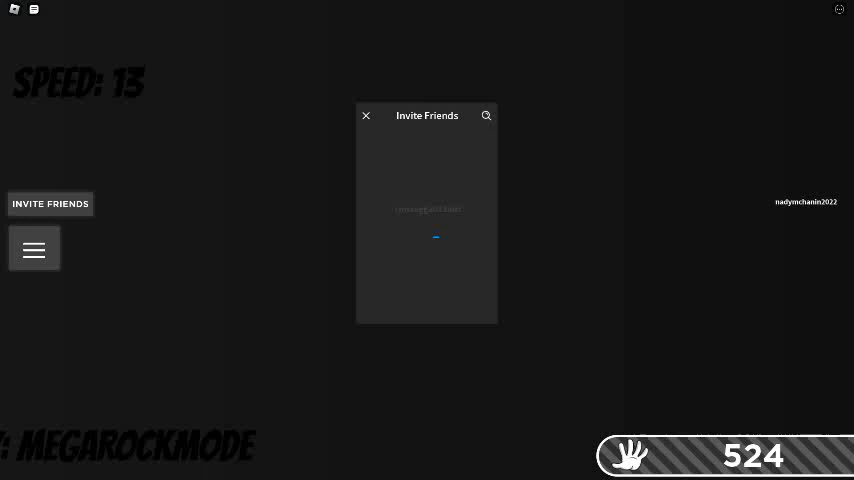 SPEED: 13
Invite Friends
INVITE FRIENDS
nadymchanin2022
: MEGAROCKMODE
524